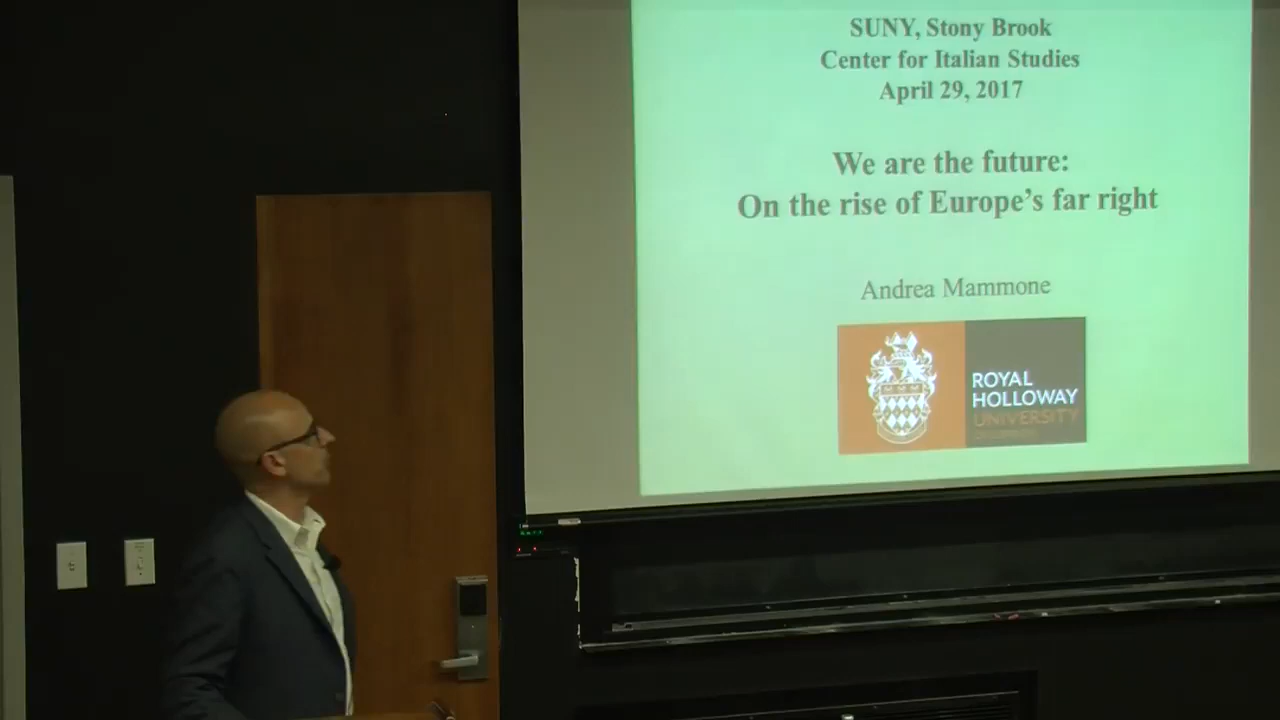 SUNY, Stony Brook
Center for Italian Studies
April 29, 2017
We are the future:
On the rise of Europe's far right
Andrea Mammone
ROYAL
HOLLOWAY
UNIVERSITY